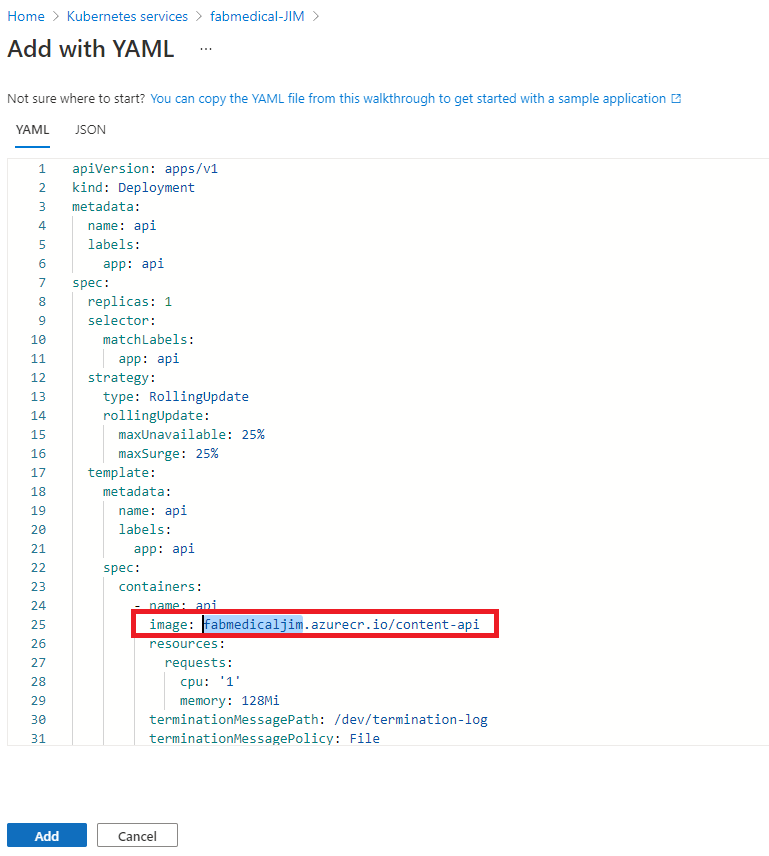 Home > Kubernetes services > fabmedical-JIM >
Add with YAML ...
Not sure where to start? You can copy the YAML file from this walkthrough to get started with a sample application
YAML JSON
1 apiVersion: apps/v1
2 kind: Deployment
3 metadata:
4 name: api
5 labels:
6 app: api
7 spec:
8 replicas: 1
9 selector:
10 matchLabels:
11 app: api
12 strategy:
13 type: RollingUpdate
14 rollingUpdate:
15 maxUnavailable: 25%
16 maxSurge: 25%
17 template:
18 metadata:
19 name: api
20 labels:
21 app: api
22 spec:
23 containers:
24 - name: api
25 image: fabmedicaljim.azurecr.io/content-api
26 resources:
27 requests:
28 cpu: '1'
29 memory: 128Mi
30 terminationMessagePath: /dev/termination-log
31 terminationMessagePolicy: File
Add Cancel